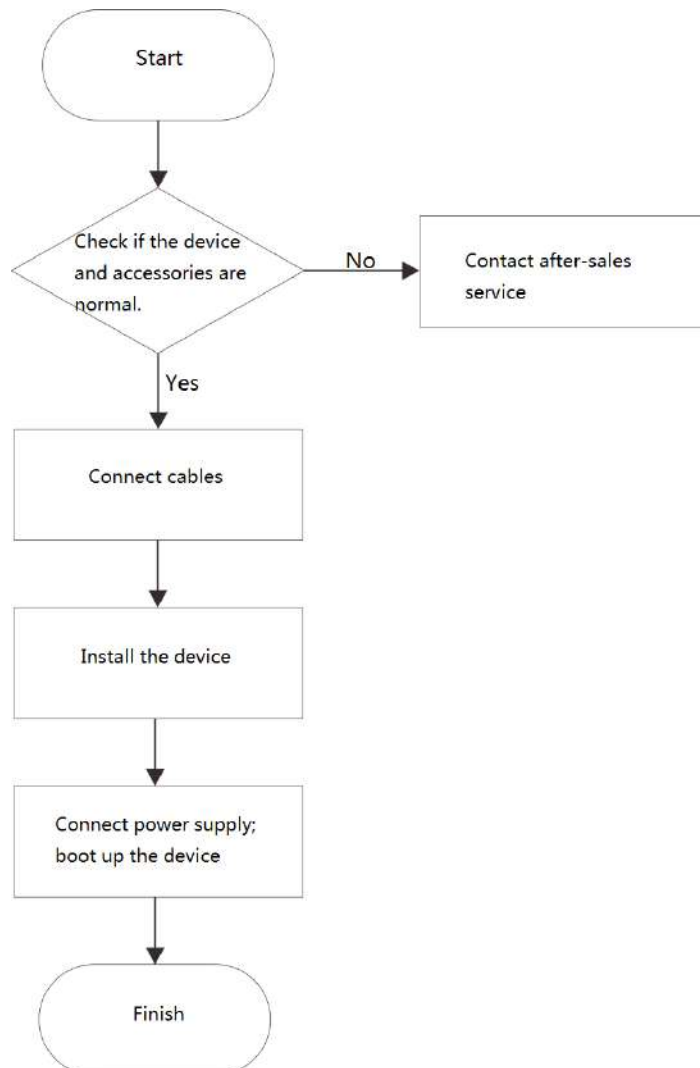 Start
Check if the device
and accessories are
normal.
No
Contact after-sales
service
Yes
Connect cables
Install the device
Connect power supply;
boot up the device
Finish